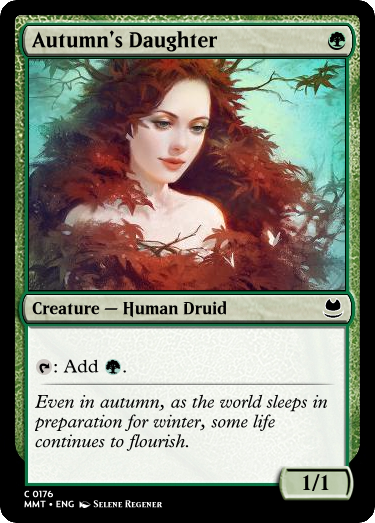 Autumn's Daughter
Creature — Human Druid
: Add .
Even in autumn, as the world sleeps in
preparation for winter, some life
continues to flourish.
1/1
C 0176
MMT • ENG Selene Regener